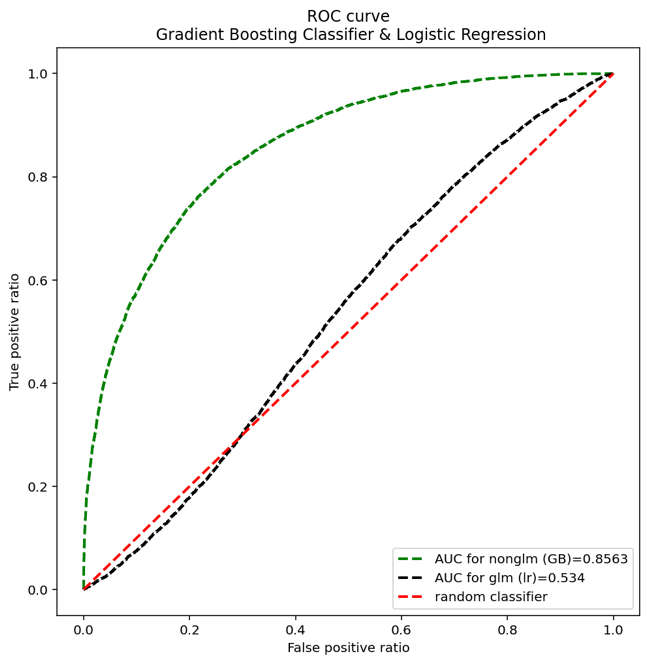 ROC curve
Gradient Boosting Classifier & Logistic Regression
True positive ratio
1.0
0.8
0.6
0.4
0.2
0.0
AUC for nonglm (GB)=0.8563
AUC for glm (lr)=0.534
random classifier
0.0 0.2 0.4 0.6 0.8 1.0
False positive ratio